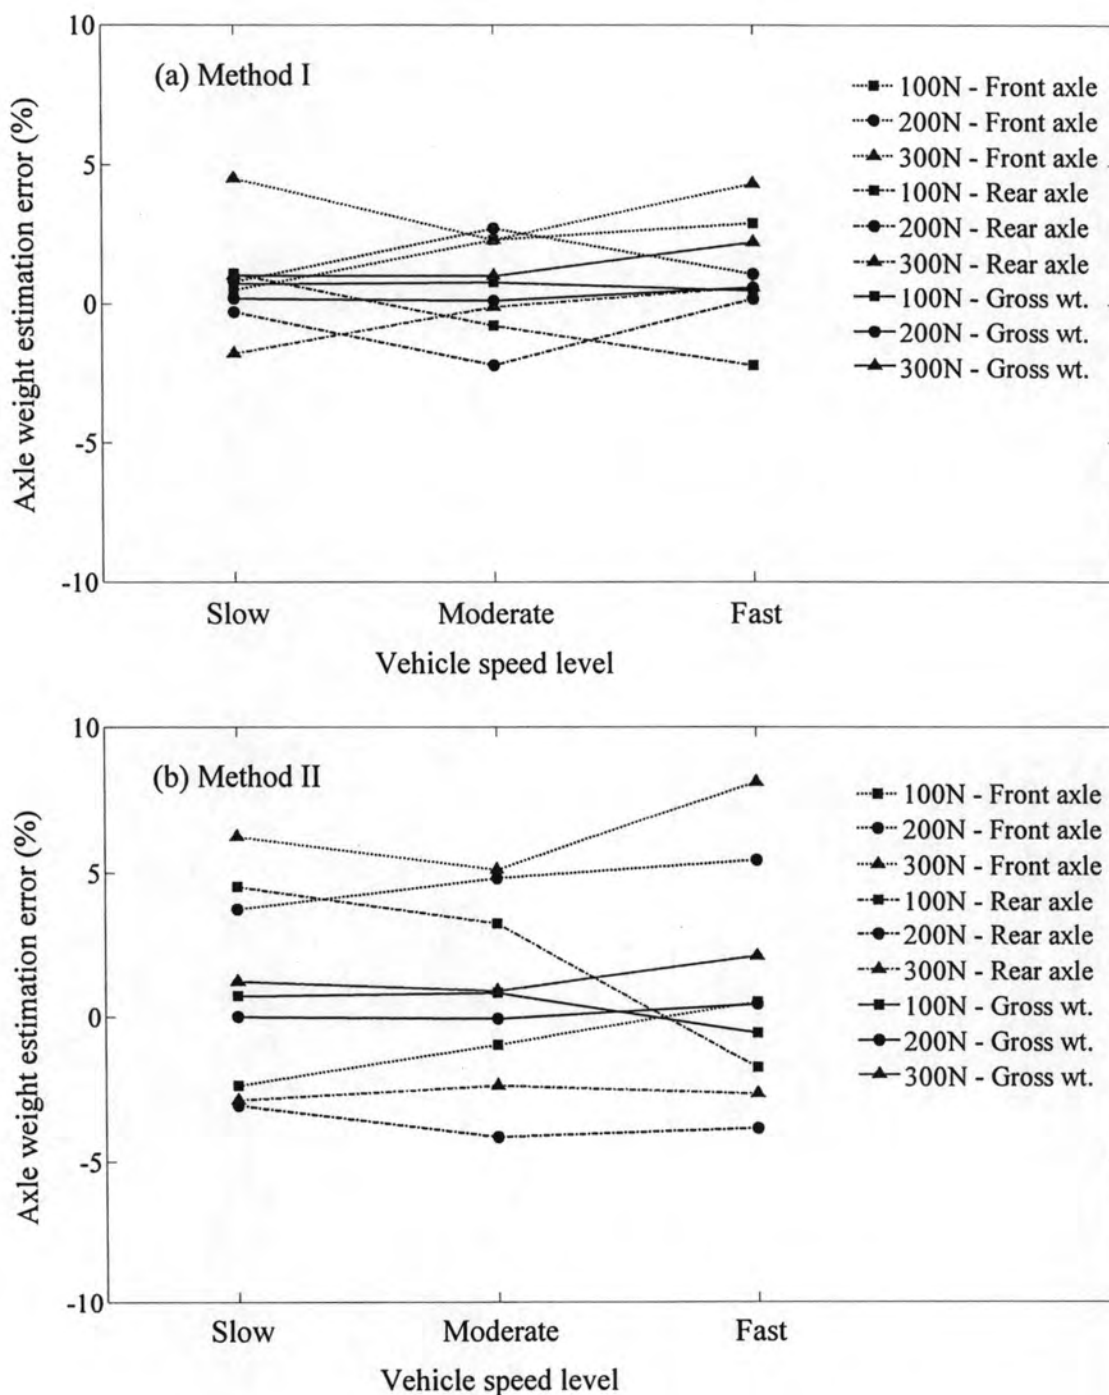 10
(a) Method I
100N - Front axle
200N - Front axle
300N - Front axle
5
100N - Rear axle
200N - Rear axle
300N - Rear axle
0
100N - Gross wt.
200N - Gross wt.
300N - Gross wt.
-5
-10
Axle weight estimation error (%)
Slow Moderate Fast
Vehicle speed level
10
(b) Method II
100N - Front axle
200N - Front axle
300N - Front axle
5
100N - Rear axle
200N - Rear axle
300N - Rear axle
0
100N - Gross wt.
200N - Gross wt.
300N - Gross wt.
-5
-10
Axle weight estimation error (%)
Slow Moderate Fast
Vehicle speed level